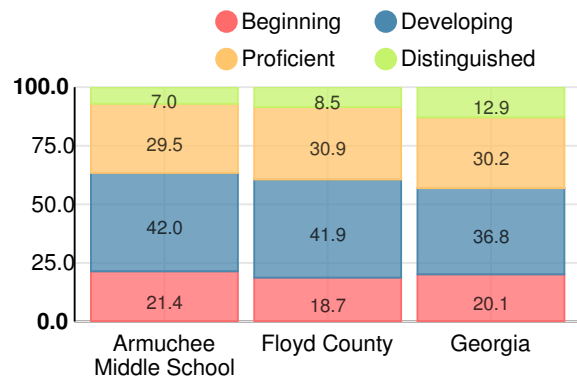 Beginning
Developing
Proficient
Distinguished
100.0
75.0
50.0
25.0
0.0
7.0
8.5
12.9
29.5
30.9
30.2
42.0
41.9
36.8
21.4
18.7
20.1
Armuchee
Middle School
Floyd County
Georgia